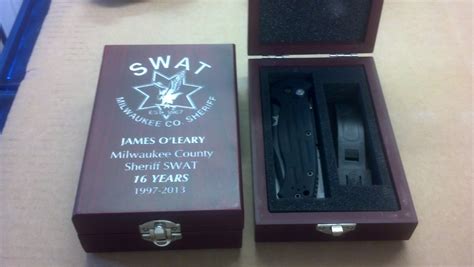 SWAT
MILWAUKEE CO. SHERIFF
JAMES O'LEARY
Milwaukee County
Sheriff SWAT
16 YEARS
1997-2013